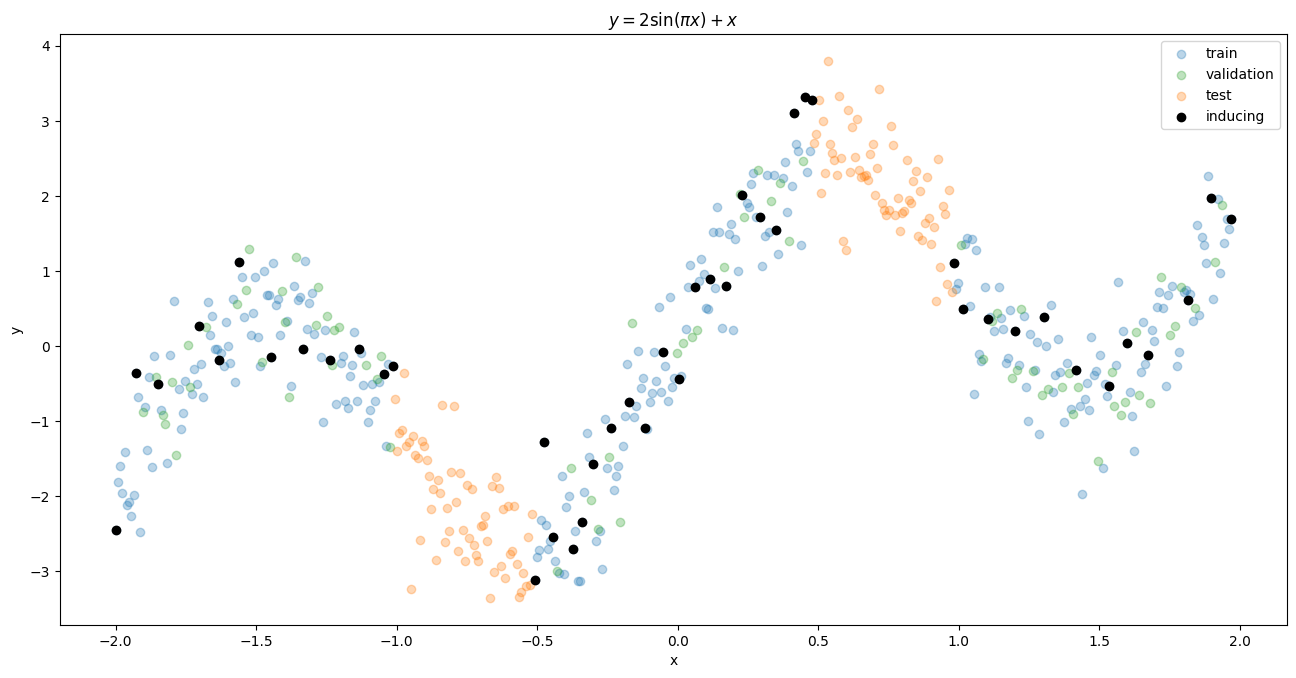 y = 2sin(πx) + x
4
3
2
1
0
−1
−2
−3
y
−2.0 −1.5 −1.0 −0.5 0.0 0.5 1.0 1.5 2.0
x
train
validation
test
inducing